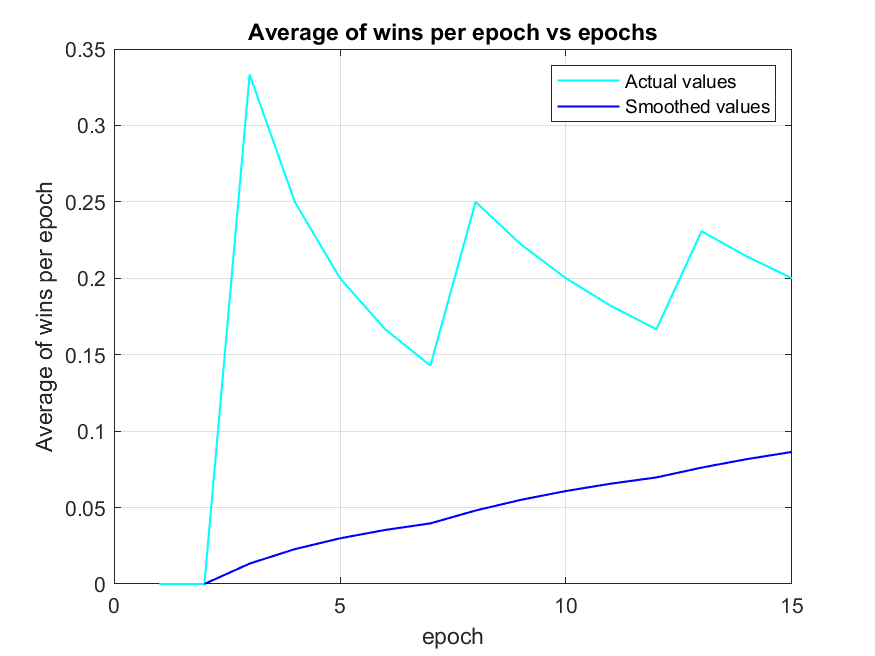 Average of wins per epoch vs epochs
0.35
0.3
0.25
0.2
0.15
0.1
0.05
0
Average of wins per epoch
Actual values
Smoothed values
0 5 10 15
epoch